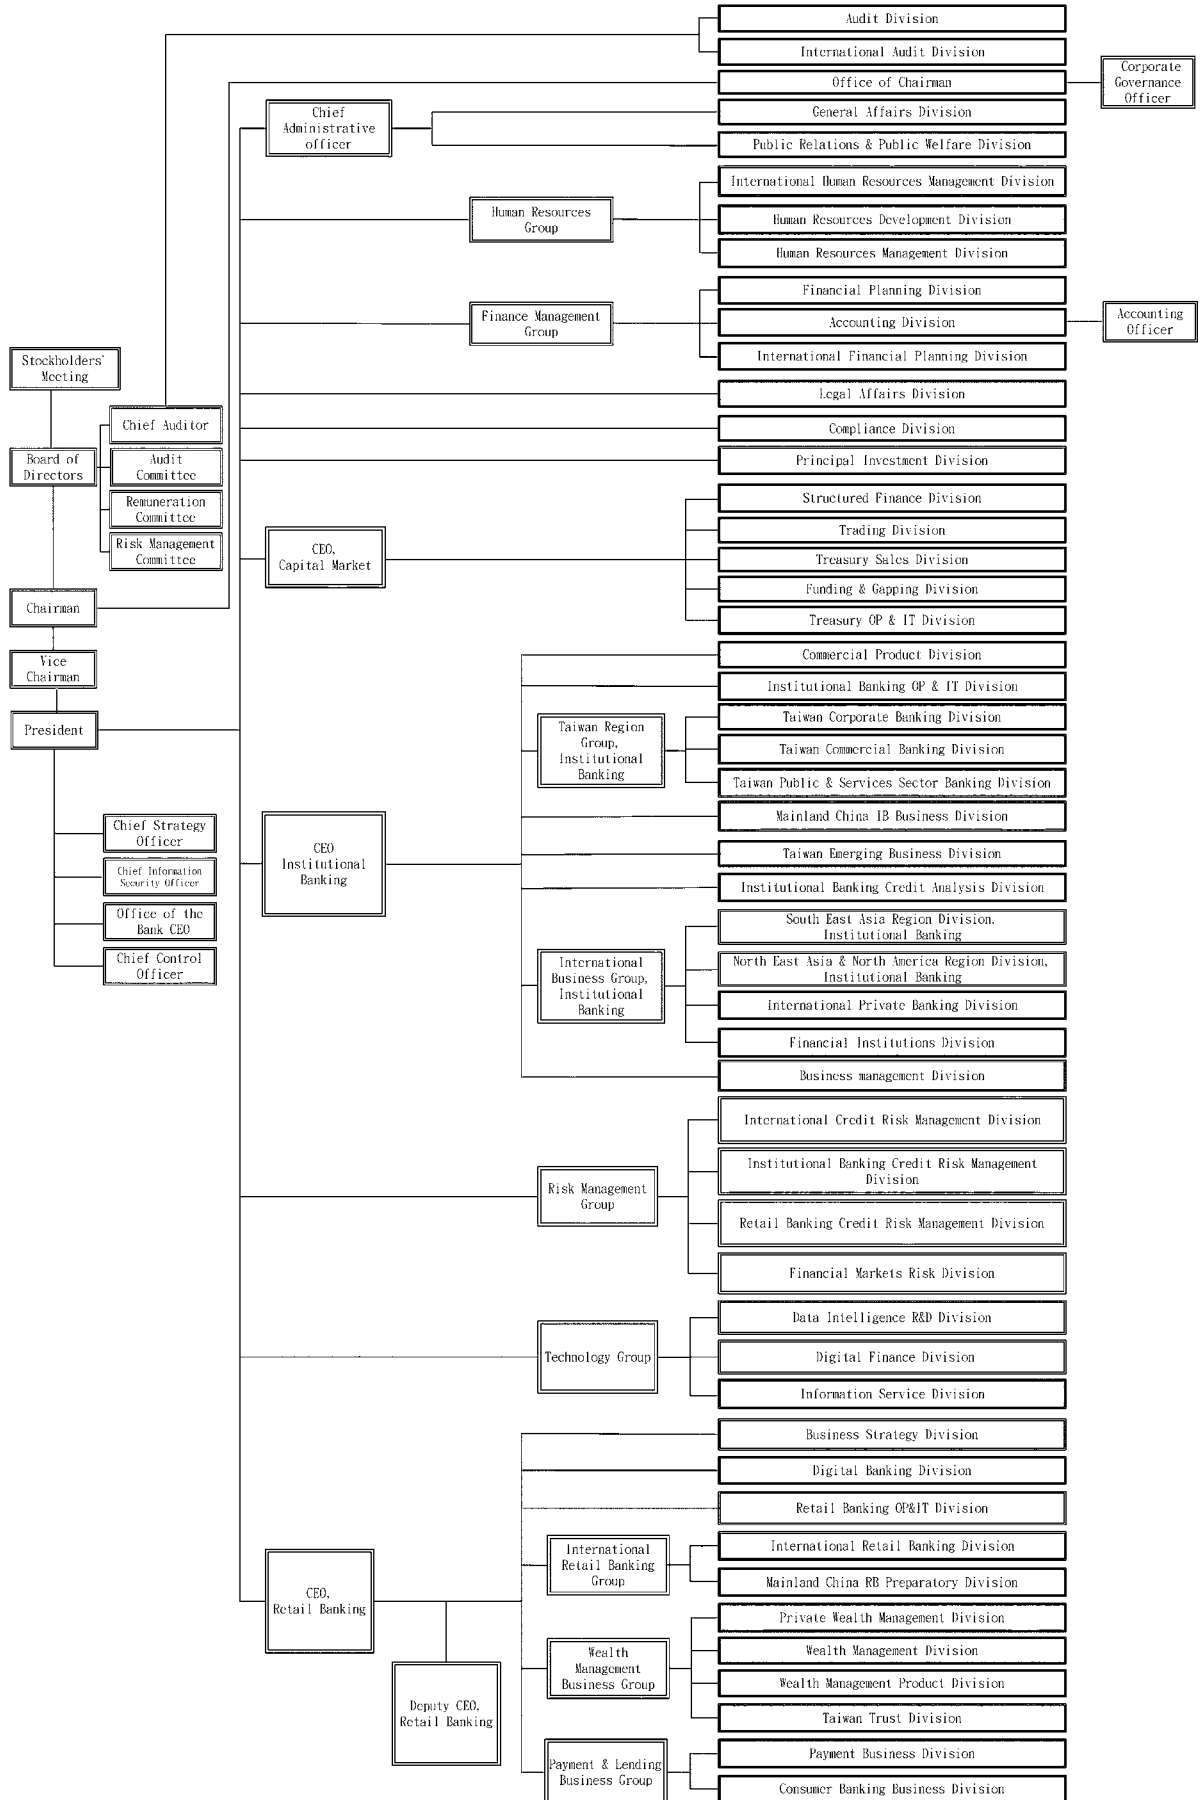 Audit Division
International Audit Division
Office of Chairman
Corporate
Governance
Officer
Chief
Administrative
officer
General Affairs Division
Public Relations & Public Welfare Division
Human Resources
Group
International Human Resources Management Division
Human Resources Development Division
Human Resources Management Division
Finance Management
Group
Financial Planning Division
Accounting Division
Accounting
Officer
International Financial Planning Division
Stockholders'
Meeting
Legal Affairs Division
Compliance Division
Principal Investment Division
Board of
Directors
Chief Auditor
Audit
Committee
Remuneration
Committee
Risk Management
Committee
CEO,
Capital Market
Structured Finance Division
Trading Division
Treasury Sales Division
Funding & Gapping Division
Treasury OP & IT Division
Chairman
Vice
Chairman
President
Chief Strategy
Officer
Chief Information
Security Officer
Office of the
Bank CEO
Chief Control
Officer
CEO
Institutional
Banking
Commercial Product Division
Institutional Banking OP & IT Division
Taiwan Region
Group,
Institutional
Banking
Taiwan Corporate Banking Division
Taiwan Commercial Banking Division
Taiwan Public & Services Sector Banking Division
Mainland China IB Business Division
Taiwan Emerging Business Division
Institutional Banking Credit Analysis Division
International
Business Group,
Institutional
Banking
South East Asia Region Division.
Institutional Banking
North East Asia & North America Region Division,
Institutional Banking
International Private Banking Division
Financial Institutions Division
Business management Division
Risk Management
Group
International Credit Risk Management Division
Institutional Banking Credit Risk Management
Division
Retail Banking Credit Risk Management Division
Financial Markets Risk Division
Technology Group
Data Intelligence R&D Division
Digital Finance Division
Information Service Division
CEO,
Retail Banking
Deputy CEO,
Retail Banking
Business Strategy Division
Digital Banking Division
Retail Banking OP&IT Division
International
Retail Banking
Group
International Retail Banking Division
Mainland China RB Preparatory Division
Wealth
Management
Business Group
Private Wealth Management Division
Wealth Management Division
Wealth Management Product Division
Taiwan Trust Division
Payment & Lending
Business Group
Payment Business Division
Consumer Banking Business Division